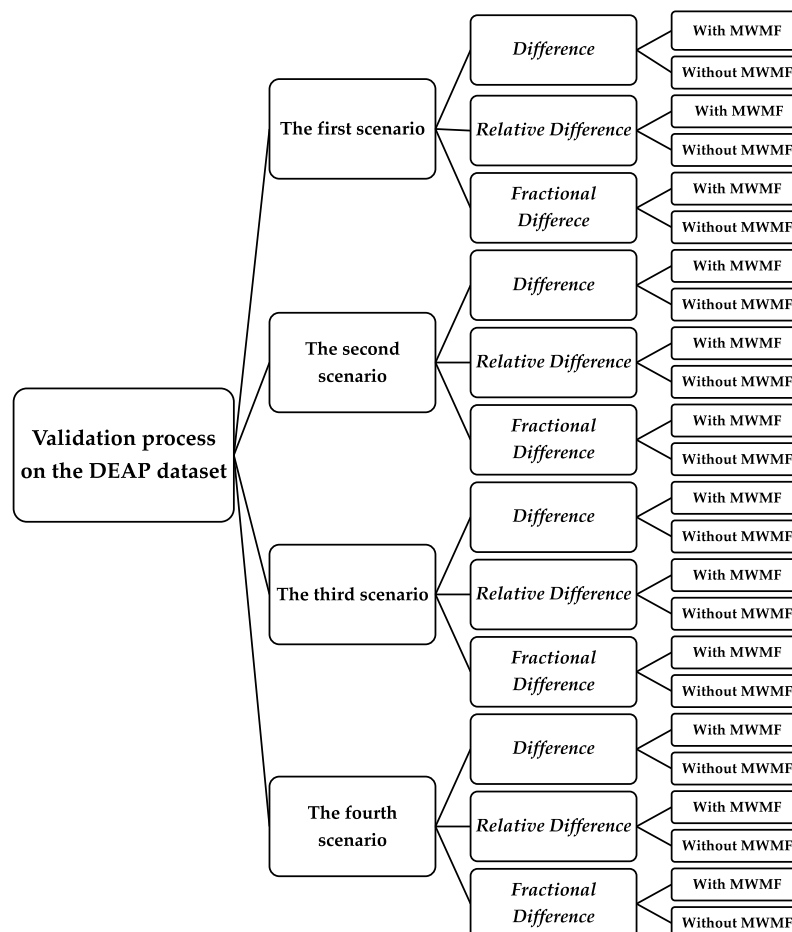 Validation process
on the DEAP dataset
The first scenario
Difference
With MWMF
Without MWMF
Relative Difference
With MWMF
Without MWMF
Fractional
Differece
With MWMF
Without MWMF
The second
scenario
Difference
With MWMF
Without MWMF
Relative Difference
With MWMF
Without MWMF
Fractional
Difference
With MWMF
Without MWMF
The third scenario
Difference
With MWMF
Without MWMF
Relative Difference
With MWMF
Without MWMF
Fractional
Difference
With MWMF
Without MWMF
The fourth
scenario
Difference
With MWMF
Without MWMF
Relative Difference
With MWMF
Without MWMF
Fractional
Difference
With MWMF
Without MWMF